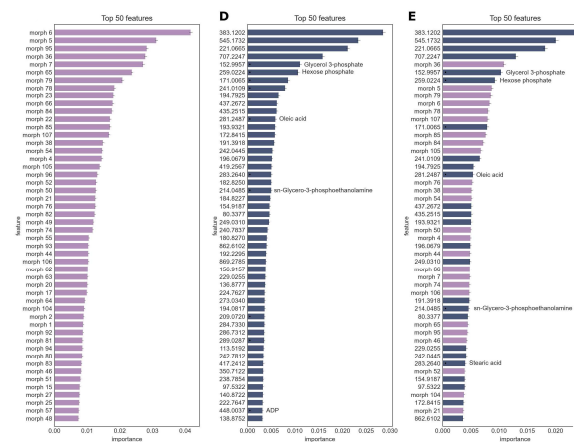 Top 50 features
morph 6
morph 5
morph 95
morph 36
morph 7
morph 65
morph 79
morph 78
morph 23
morph 66
morph 84
morph 22
morph 85
morph 107
morph 38
morph 54
morph 4
morph 105
morph 96
morph 52
morph 50
morph 21
morph 76
morph 82
morph 49
morph 74
morph 55
morph 93
morph 44
morph 106
morph 63
morph 20
morph 17
morph 64
morph 104
morph 2
morph 1
morph 92
morph 81
morph 94
morph 80
morph 83
morph 46
morph 51
morph 15
morph 27
morph 25
morph 57
morph 48
feature
0.00 0.01 0.02 0.03 0.04
importance
D
Top 50 features
383.1202
545.1732
221.0665
707.2247
152.9957 Glycerol 3-phosphate
259.0224 Hexose phosphate
171.0065
241.0109
194.7925
437.2672
435.2515
281.2487 Oleic acid
193.9321
172.8415
191.3918
242.0445
196.0679
419.2567
283.2640
182.8250
214.0485 sn-Glycero-3-phosphoethanolamine
184.8227
154.9187
80.3377
249.0310
240.7837
180.8270
862.6102
192.2295
869.2785
229.0255
136.8777
224.7627
273.0340
194.0817
209.0720
284.7330
286.7312
289.0287
113.5192
242.7812
417.2412
350.7122
238.7854
97.5322
140.8722
222.7647
448.0037 ADP
138.8752
feature
0.000 0.005 0.010 0.015 0.020 0.025 0.030
importance
E
Top 50 features
383.1202
545.1732
221.0665
707.2247
morph 36
152.9957 Glycerol 3-phosphate
259.0224 Hexose phosphate
morph 5
morph 79
morph 6
morph 78
morph 107
171.0065
morph 85
morph 84
morph 105
241.0109
194.7925
281.2487 Oleic acid
morph 76
morph 38
morph 54
437.2672
435.2515
193.9321
morph 50
morph 4
196.0679
morph 44
249.0310
morph 66
morph 7
morph 74
morph 106
191.3918
214.0485 sn-Glycero-3-phosphoethanolamine
80.3377
morph 65
morph 95
morph 46
229.0255
242.0445
283.2640 Stearic acid
morph 52
154.9187
97.5322
morph 104
172.8415
morph 21
862.6102
feature
0.000 0.005 0.010 0.015 0.020
importance